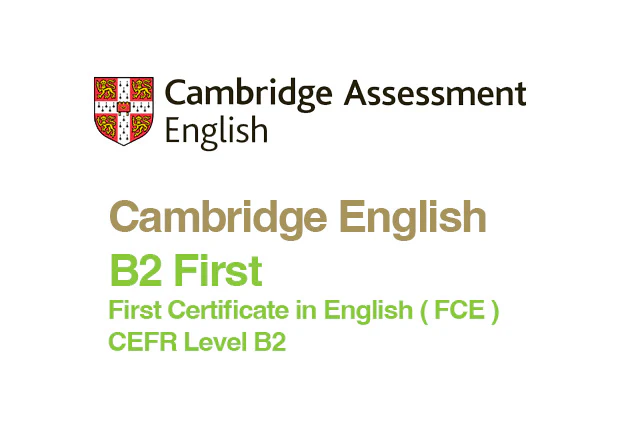 Cambridge Assessment
English
Cambridge English
B2 First
First Certificate in English ( FCE )
CEFR Level B2